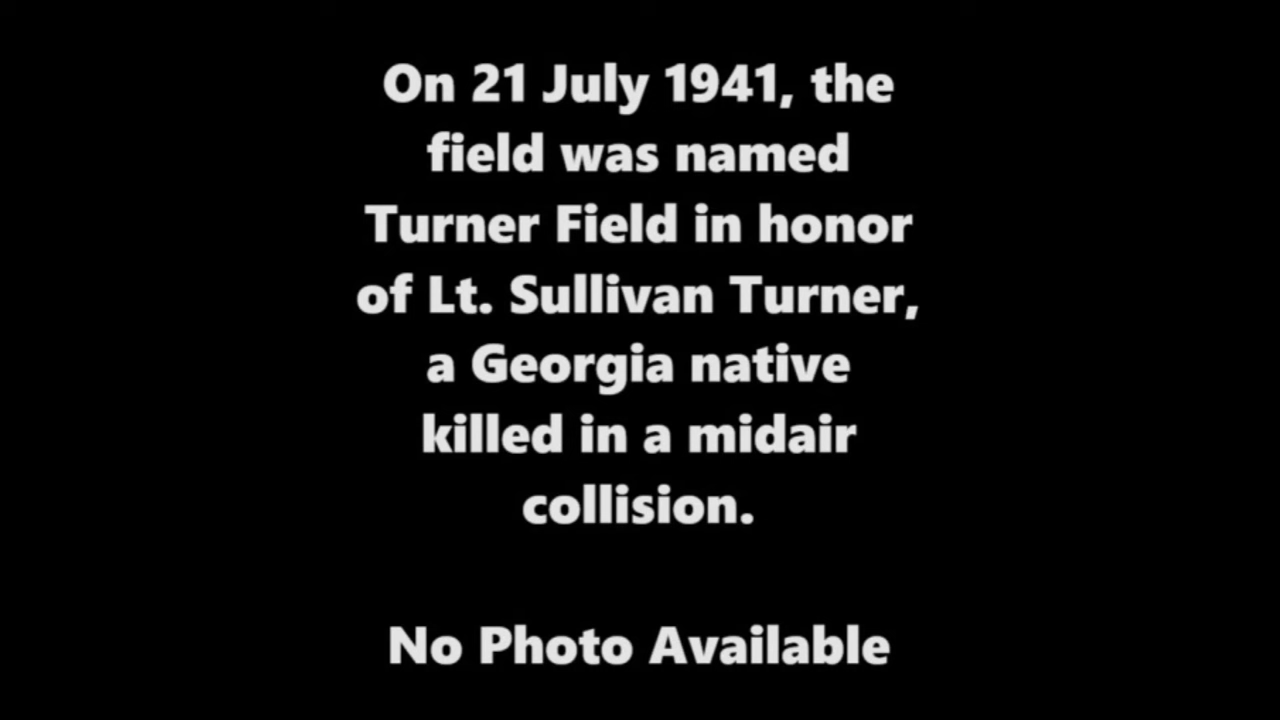 On 21 July 1941, the
field was named
Turner Field in honor
of Lt. Sullivan Turner,
a Georgia native
killed in a midair
collision.
No Photo Available